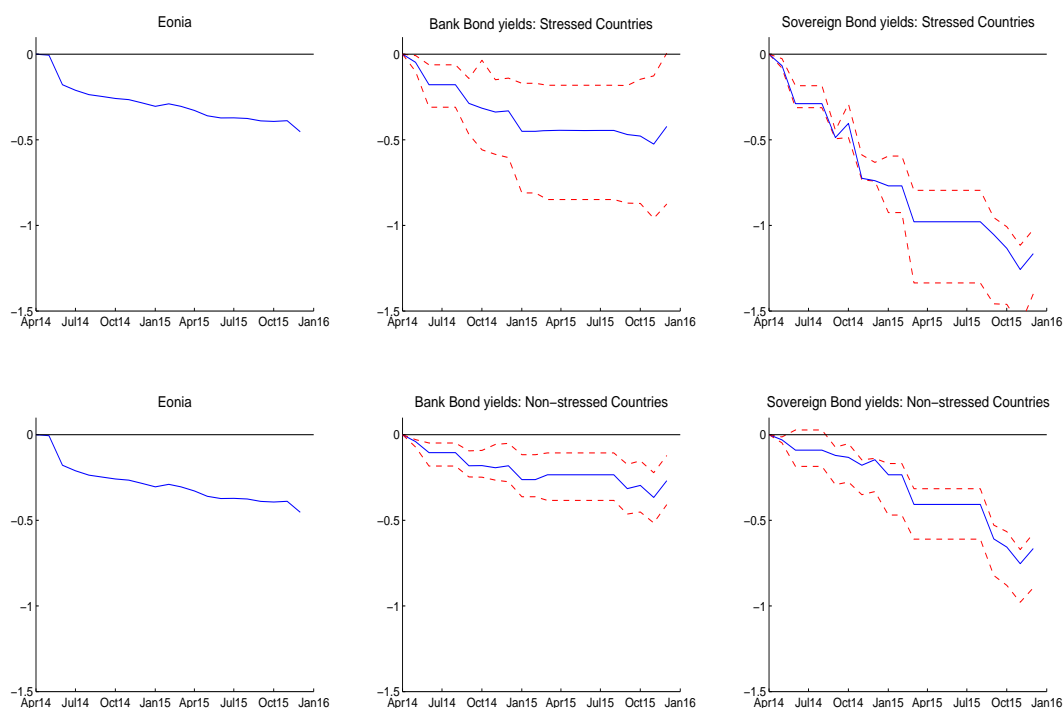 Eonia
0
−0.5
−1
−1.5
Apr14 Jul14 Oct14 Jan15 Apr15 Jul15 Oct15 Jan16
Bank Bond yields: Stressed Countries
0
−0.5
−1
−1.5
Apr14 Jul14 Oct14 Jan15 Apr15 Jul15 Oct15 Jan16
Sovereign Bond yields: Stressed Countries
0
−0.5
−1
−1.5
Apr14 Jul14 Oct14 Jan15 Apr15 Jul15 Oct15 Jan16
Eonia
0
−0.5
−1
−1.5
Apr14 Jul14 Oct14 Jan15 Apr15 Jul15 Oct15 Jan16
Bank Bond yields: Non−stressed Countries
0
−0.5
−1
−1.5
Apr14 Jul14 Oct14 Jan15 Apr15 Jul15 Oct15 Jan16
Sovereign Bond yields: Non−stressed Countries
0
−0.5
−1
−1.5
Apr14 Jul14 Oct14 Jan15 Apr15 Jul15 Oct15 Jan16